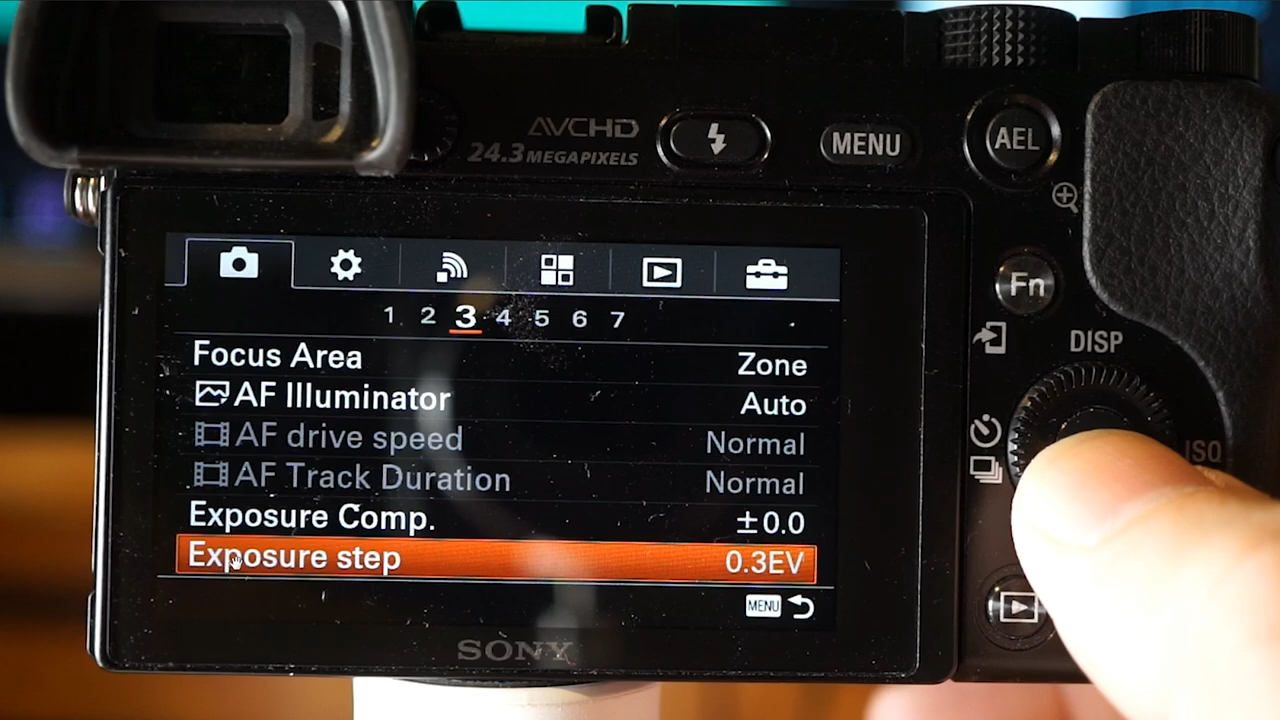 AVCHD
24.3 MEGAPIXELS
MENU
AEL
Fn
DISP
ISO
1 2 3 4 5 6 7
Focus Area Zone
AF Illuminator Auto
AF drive speed Normal
AF Track Duration Normal
Exposure Comp. ±0.0
Exposure step 0.3EV
MENU
SONY